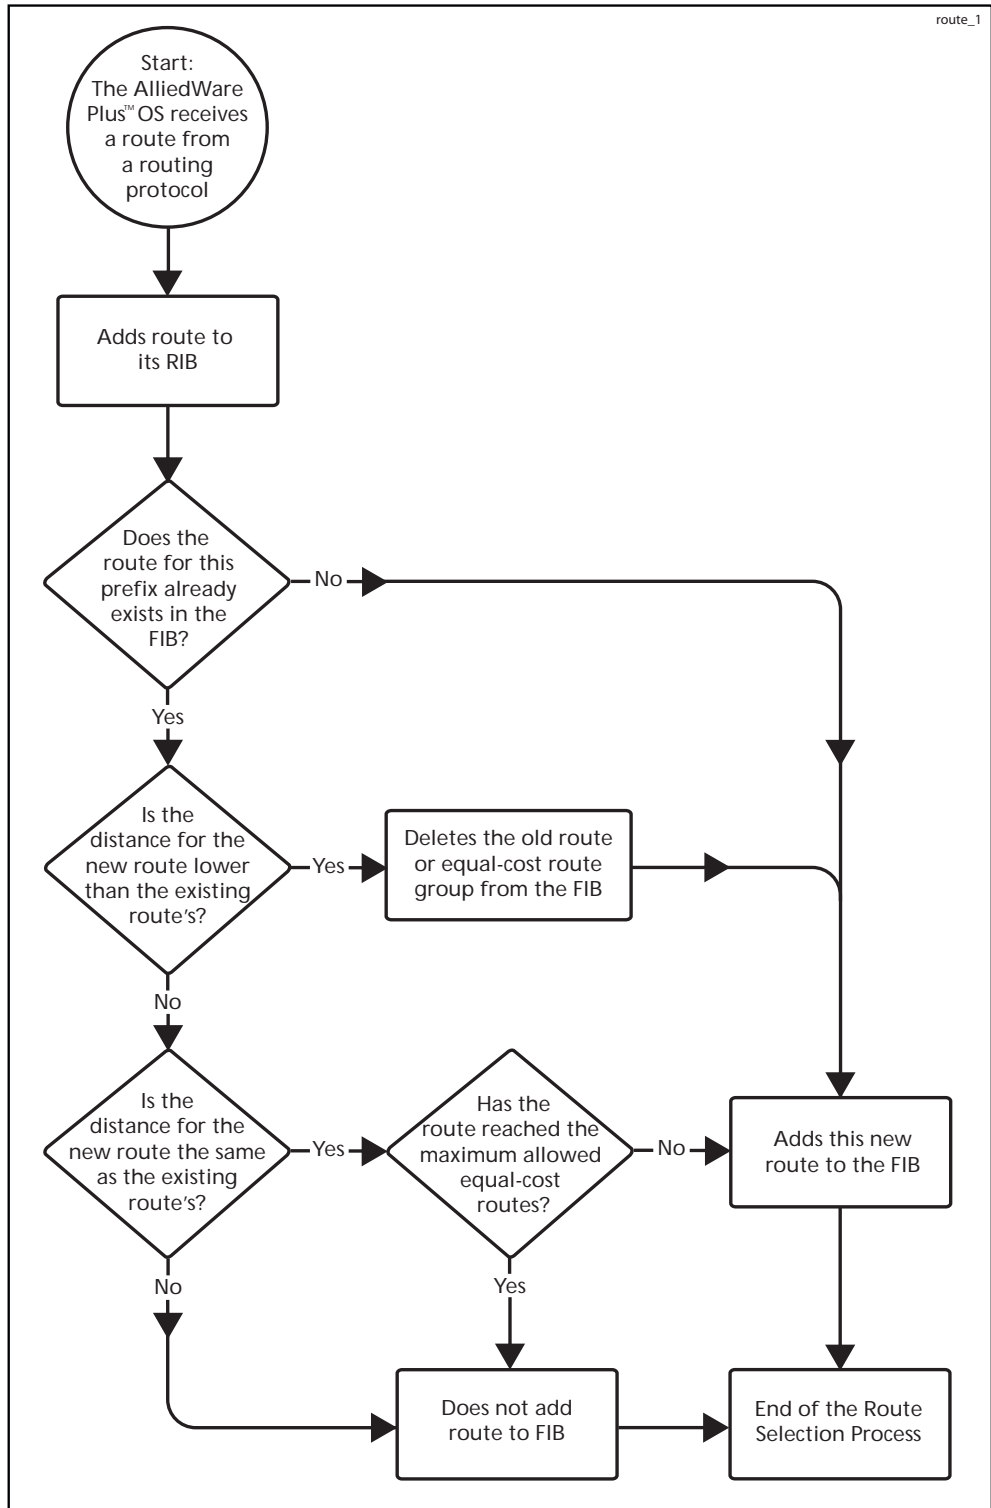 route_1
Start:
The AlliedWare
Plus™ OS receives
a route from
a routing
protocol
Adds route to
its RIB
Does the
route for this
prefix already
exists in the
FIB?
No
Yes
Is the
distance for the
new route lower
than the existing
route's?
Yes
Deletes the old route
or equal-cost route
group from the FIB
No
Is the
distance for the
new route the same
as the existing
route's?
Yes
Has the
route reached the
maximum allowed
equal-cost
routes?
No
Adds this new
route to the FIB
No
Yes
Does not add
route to FIB
End of the Route
Selection Process